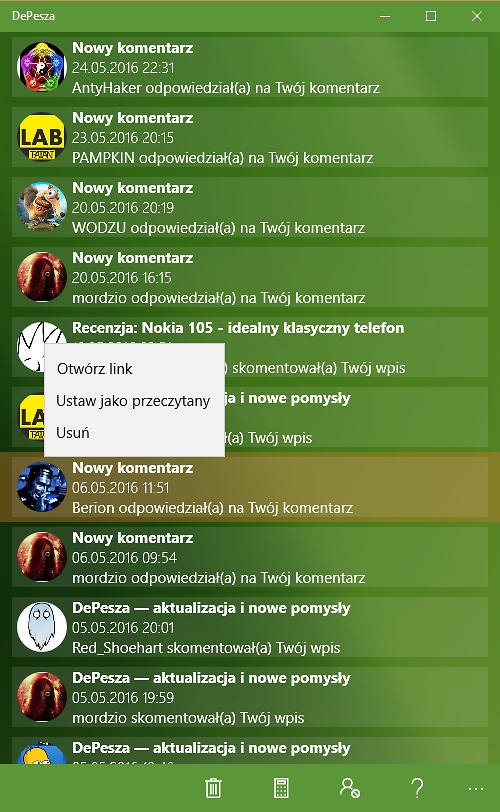 DePesza
Nowy komentarz
24.05.2016 22:31
AntyHaker odpowiedział(a) na Twój komentarz
LAB
Nowy komentarz
23.05.2016 20:15
PAMPKIN odpowiedział(a) na Twój komentarz
Nowy komentarz
20.05.2016 20:19
WODZU odpowiedział(a) na Twój komentarz
Nowy komentarz
20.05.2016 16:15
mordzio odpowiedział(a) na Twój komentarz
Recenzja: Nokia 105 - idealny klasyczny telefon
) skomentował(a) Twój wpis
Otwórz link
Ustaw jako przeczytany
Usuń
ja i nowe pomysły
ł(a) Twój wpis
Nowy komentarz
06.05.2016 11:51
Berion odpowiedział(a) na Twój komentarz
Nowy komentarz
06.05.2016 09:54
mordzio odpowiedział(a) na Twój komentarz
DePesza — aktualizacja i nowe pomysły
05.05.2016 20:01
Red_Shoehart skomentował(a) Twój wpis
DePesza — aktualizacja i nowe pomysły
05.05.2016 19:59
mordzio skomentował(a) Twój wpis
DePesza — aktualizacja i nowe pomysły